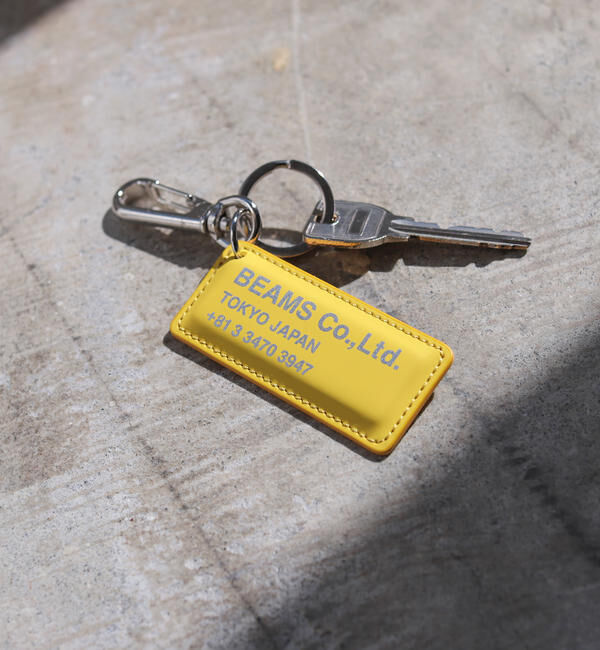 BEAMS Co.,Ltd.
TOKYO JAPAN
+81 3 3470 3947